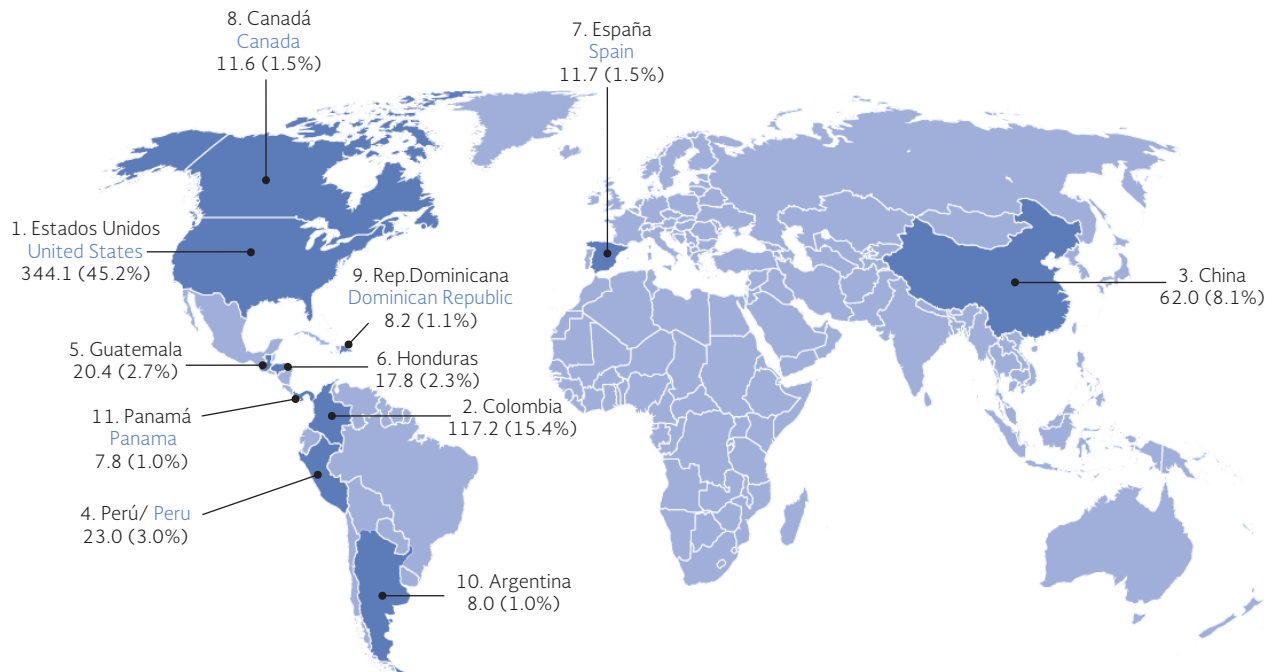 8. Canadá
Canada
11.6 (1.5%)
7. España
Spain
11.7 (1.5%)
1. Estados Unidos
United States
344.1 (45.2%)
9. Rep.Dominicana
Dominican Republic
8.2 (1.1%)
3. China
62.0 (8.1%)
5. Guatemala
20.4 (2.7%)
6. Honduras
17.8 (2.3%)
11. Panamá
Panama
7.8 (1.0%)
2. Colombia
117.2 (15.4%)
4. Perú/ Peru
23.0 (3.0%)
10. Argentina
8.0 (1.0%)